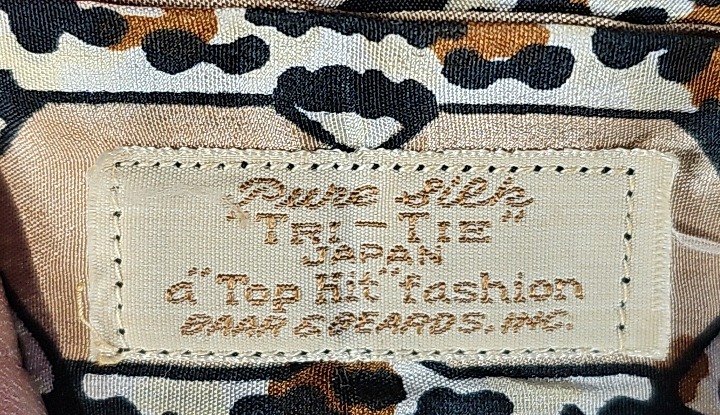 Pure Silk
"TRI-TIE"
JAPAN
a "Top Hit" fashion
BAAR & BEARDS, INC.